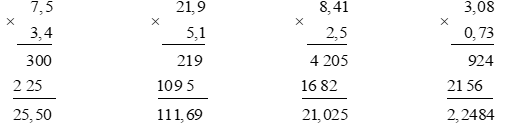 7,5 21,9 8,41 3,08
× × × ×
3,4 5,1 2,5 0,73
300 219 4 205 924
2 25 109 5 16 82 21 56
25,50 111,69 21,025 2,2484